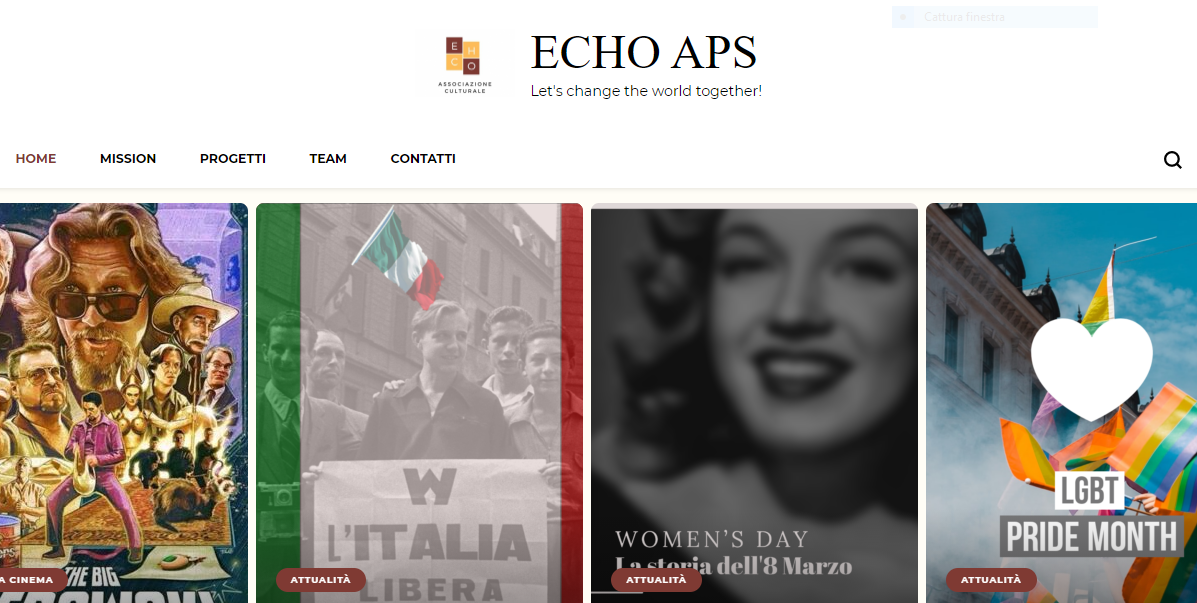 Cattura finestra
E
H
C
O
ASSOCIAZIONE
CULTURALE
ECHO APS
Let's change the world together!
HOME
MISSION
PROGETTI
TEAM
CONTATTI
THE BIG
A CINEMA
W
L'ITALIA
LIBERA
ATTUALITÀ
WOMEN'S DAY
La storia dell'8 Marzo
ATTUALITÀ
LGBT
PRIDE MONTH
ATTUALITÀ